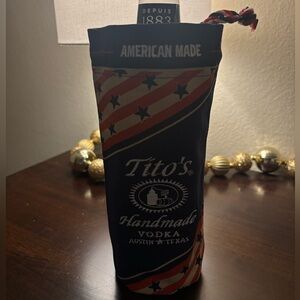 DEPUIS
1883
AMERICAN MADE
Tito's®
Handmade
VODKA
AUSTIN ★ TEXAS